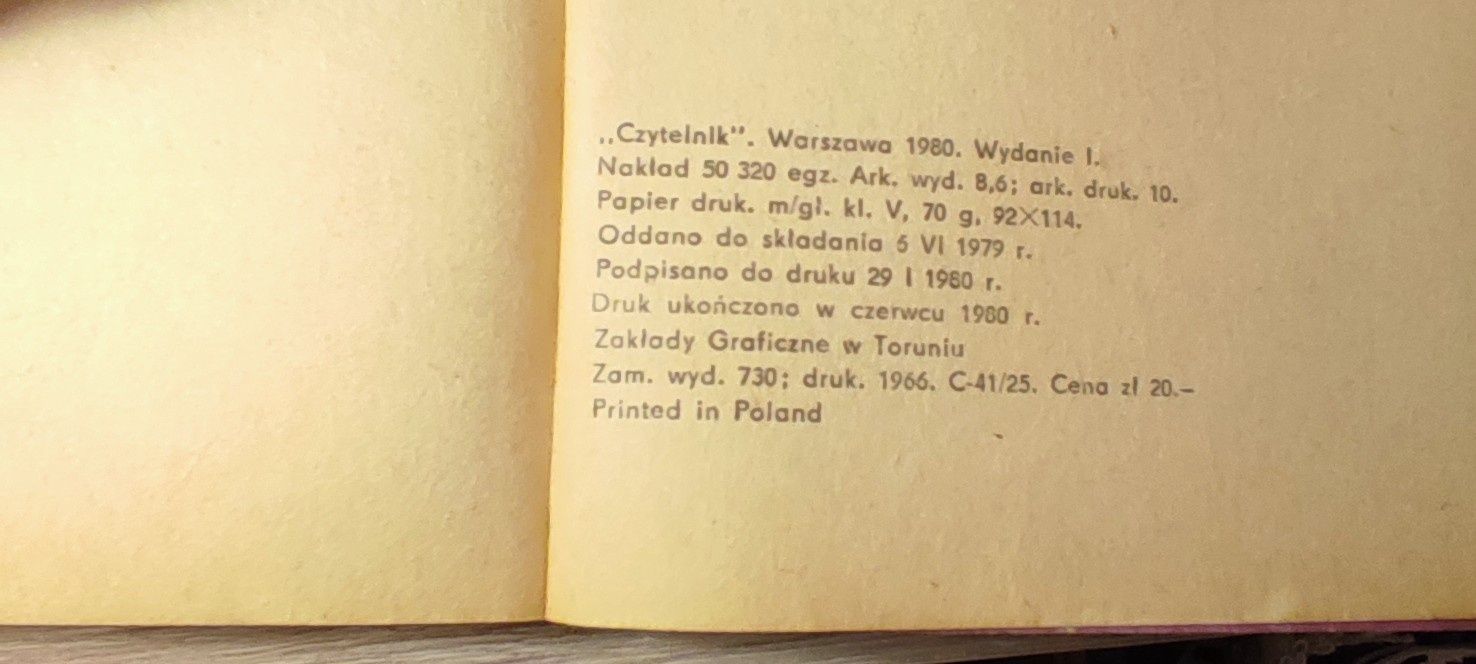 „Czytelnik". Warszawa 1980. Wydanie I.
Nakład 50 320 egz. Ark. wyd. 8,6; ark. druk. 10.
Papier druk. m/gł. kl. V, 70 g, 92×114.
Oddano do składania 6 VI 1979 r.
Podpisano do druku 29 I 1980 r.
Druk ukończono w czerwcu 1980 r.
Zakłady Graficzne w Toruniu
Zam. wyd. 730; druk. 1966. C-41/25. Cena zł 20.–
Printed in Poland